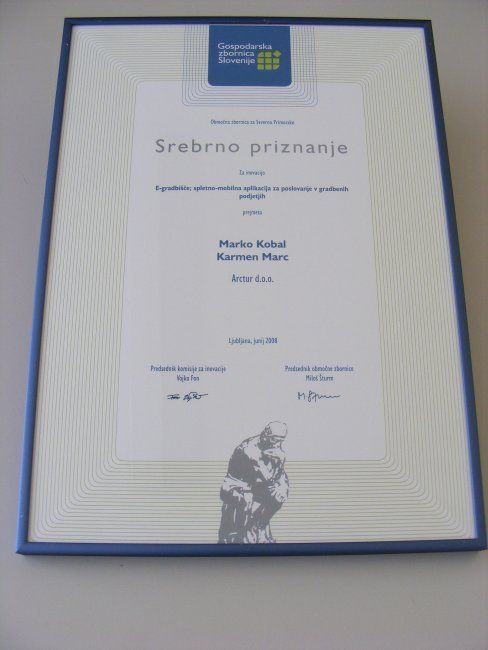 Gospodarska
zbornica
Slovenije
Območna zbornica za Severno Primorsko
Srebrno priznanje
Za inovacijo
E-gradbišče; spletno-mobilna aplikacija za poslovanje v gradbenih
podjetjih
prejmeta
Marko Kobal
Karmen Marc
Arctur d.o.o.
Ljubljana, junij 2008
Predsednik komisije za inovacije
Vojko Fon
Predsednik območne zbornice
Miloš Šturm